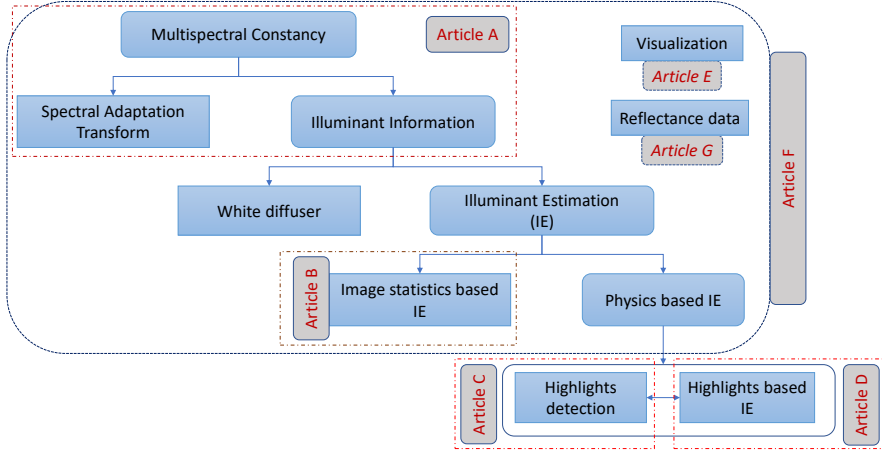 Multispectral Constancy
Article A
Visualization
Article E
Spectral Adaptation
Transform
Illuminant Information
Reflectance data
Article G
Article F
White diffuser
Illuminant Estimation
(IE)
Article B
Image statistics based
IE
Physics based IE
Article C
Highlights
detection
Highlights based
IE
Article D